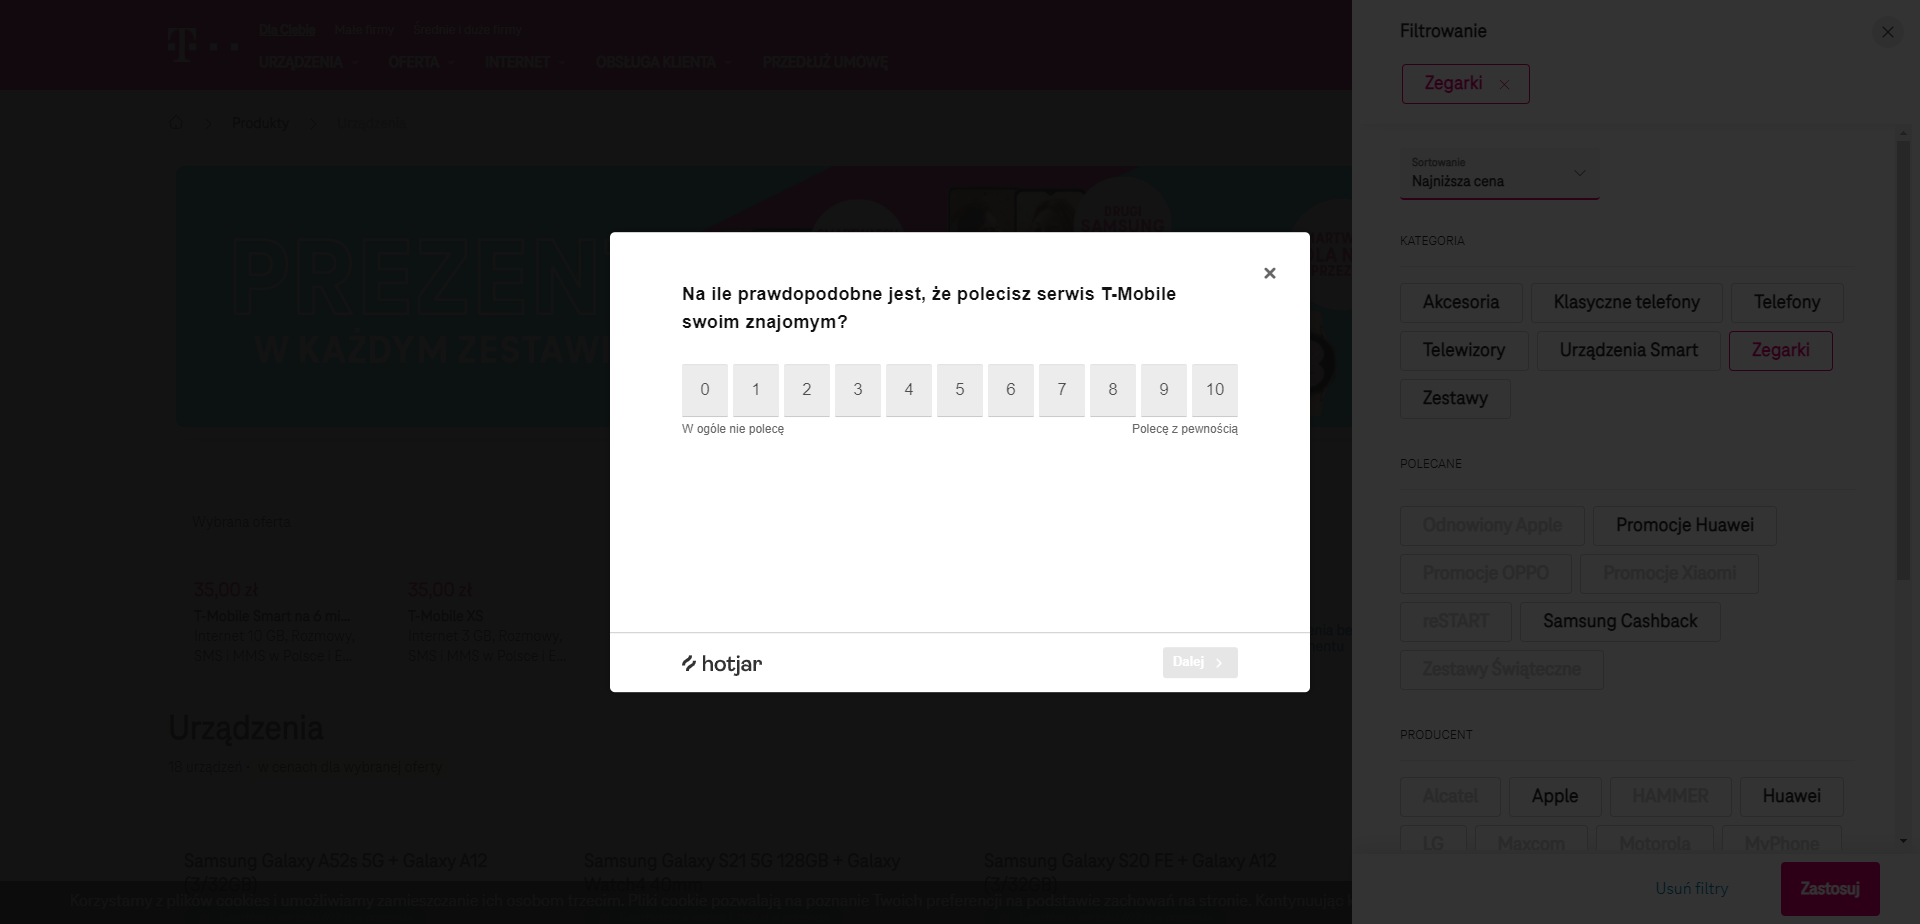 Dla Ciebie Małe firmy Średnie i duże firmy
URZĄDZENIA OFERTA INTERNET OBSŁUGA KLIENTA PRZEDŁUŻ UMOWĘ
Produkty Urządzenia
PREZEN
W KAŻDYM ZESTAW
DRUGI
SAMSUNG
Wybrana oferta
35,00 zł
T-Mobile Smart na 6 mi...
Internet 10 GB, Rozmowy,
SMS i MMS w Polsce i E...
35,00 zł
T-Mobile XS
Internet 3 GB, Rozmowy,
SMS i MMS w Polsce i E...
Urządzenia
18 Urządzeń • w cenach dla wybranej oferty
Samsung Galaxy A52s 5G + Galaxy A12
(3/32GB)
Samsung Galaxy S21 5G 128GB + Galaxy
Watch4 40mm
Samsung Galaxy S20 FE + Galaxy A12
(3/32GB)
Korzystamy z plików cookies i umożliwiamy zamieszczanie ich osobom trzecim. Pliki cookie pozwalają na poznanie Twoich preferencji na podstawie zachowań na stronie. Kontynuując
Na ile prawdopodobne jest, że polecisz serwis T-Mobile
swoim znajomym?
0 1 2 3 4 5 6 7 8 9 10
W ogóle nie polecę Polecę z pewnością
hotjar
Dalej
Filtrowanie
Zegarki
Sortowanie
Najniższa cena
KATEGORIA
Akcesoria Klasyczne telefony Telefony
Telewizory Urządzenia Smart Zegarki
Zestawy
POLECANE
Odnowiony Apple Promocje Huawei
Promocje OPPO Promocje Xiaomi
reSTART Samsung Cashback
Zestawy Świąteczne
PRODUCENT
Alcatel Apple HAMMER Huawei
LG Maxcom Motorola MyPhone
Usuń filtry Zastosuj